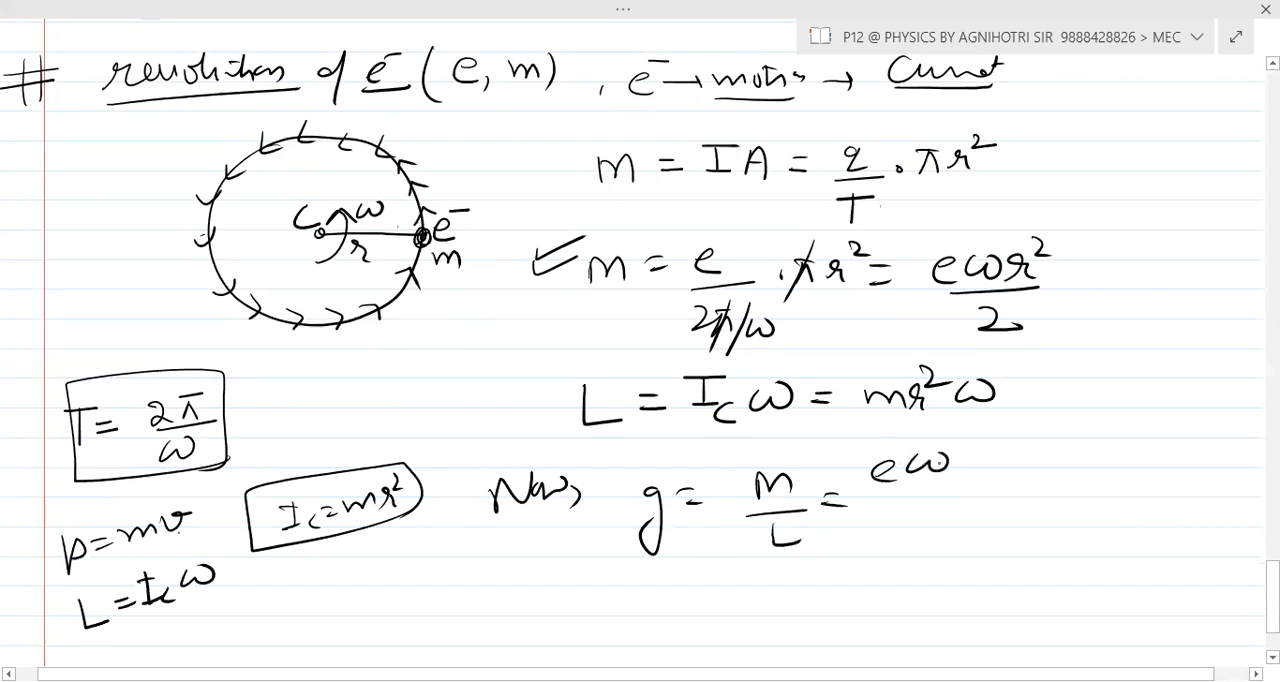 P12 @ PHYSICS BY AGNIHOTRI SIR 9888428826 > MEC
# revolution of e⁻ (e, m) , e⁻ → motion → Current
m = IA = q/T . πr²
C ω r e⁻ m
m = e/(2π/ω) . πr² = eωr²/2
L = I_C ω = mr²ω
T = 2π/ω
I_C = mr²
Now, g = M/L = eω
p = mv
L = I_C ω